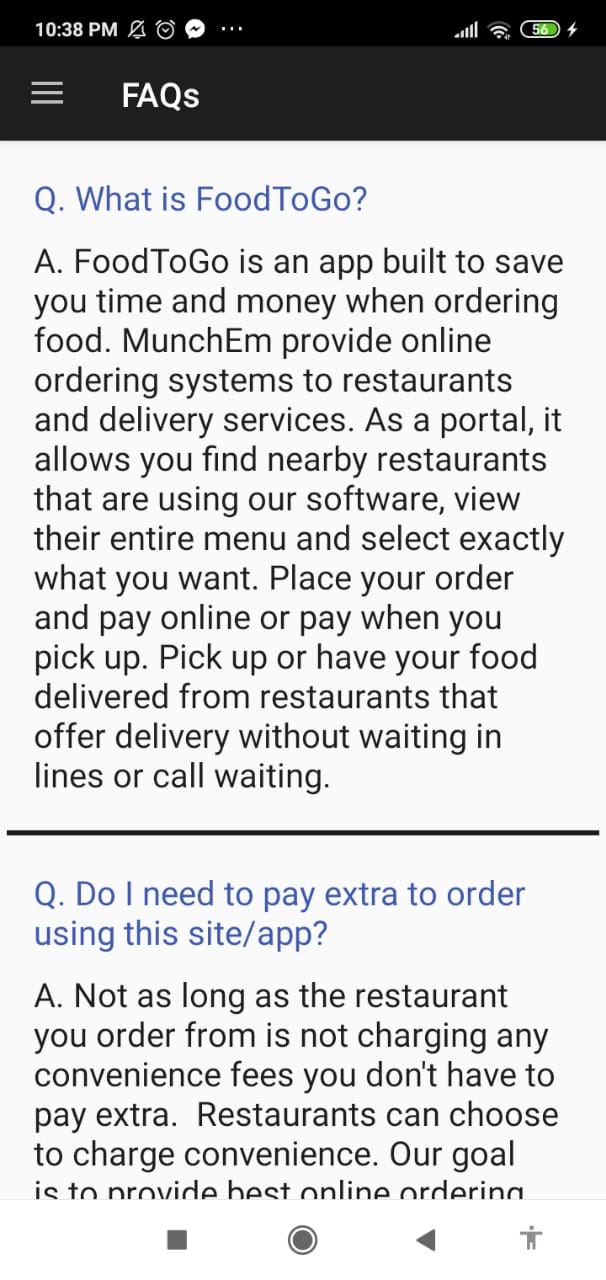 10:38 PM ... 56
FAQs
Q. What is FoodToGo?
A. FoodToGo is an app built to save
you time and money when ordering
food. MunchEm provide online
ordering systems to restaurants
and delivery services. As a portal, it
allows you find nearby restaurants
that are using our software, view
their entire menu and select exactly
what you want. Place your order
and pay online or pay when you
pick up. Pick up or have your food
delivered from restaurants that
offer delivery without waiting in
lines or call waiting.
Q. Do I need to pay extra to order
using this site/app?
A. Not as long as the restaurant
you order from is not charging any
convenience fees you don't have to
pay extra.  Restaurants can choose
to charge convenience. Our goal
is to provide best online ordering